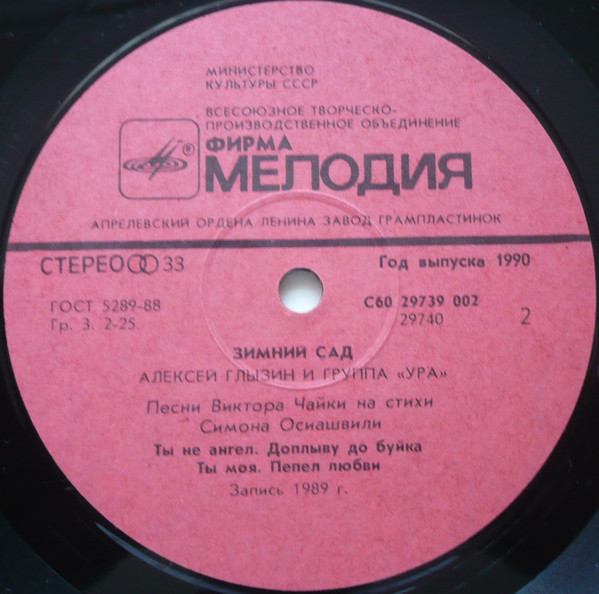 МИНИСТЕРСТВО
КУЛЬТУРЫ СССР
ВСЕСОЮЗНОЕ ТВОРЧЕСКО-
ПРОИЗВОДСТВЕННОЕ ОБЪЕДИНЕНИЕ
®
ФИРМА
МЕЛОДИЯ
АПРЕЛЕВСКИЙ ОРДЕНА ЛЕНИНА ЗАВОД ГРАМПЛАСТИНОК
СТЕРЕО 33
Год выпуска 1990
ГОСТ 5289-88
Гр. 3. 2-25
С60 29739 002
29740
2
ЗИМНИЙ САД
АЛЕКСЕЙ ГЛЫЗИН И ГРУППА «УРА»
Песни Виктора Чайки на стихи
Симона Осиашвили
Ты не ангел. Доплыву до буйка
Ты моя. Пепел любви
Запись 1989 г.